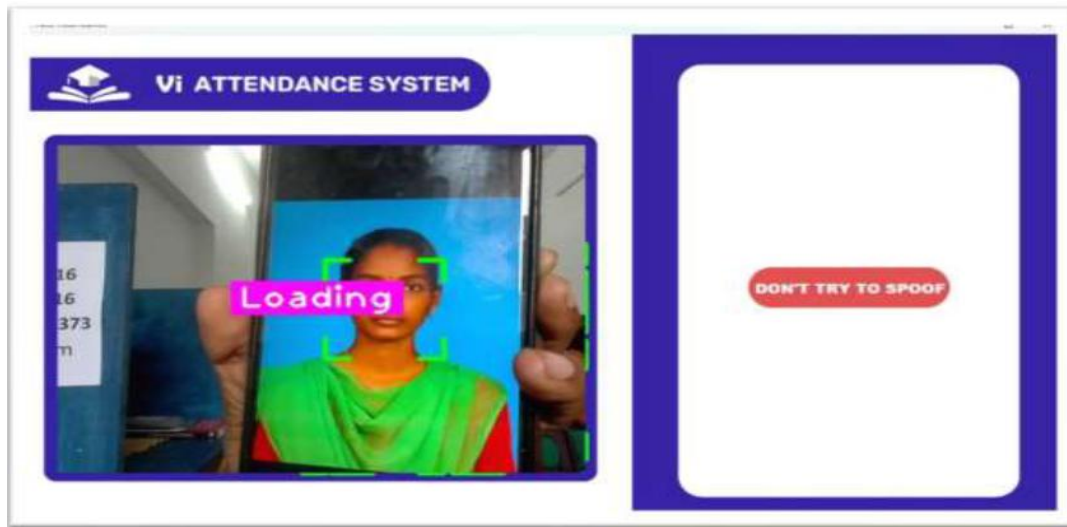 Vi ATTENDANCE SYSTEM
16
16
373
m
Loading
DON'T TRY TO SPOOF